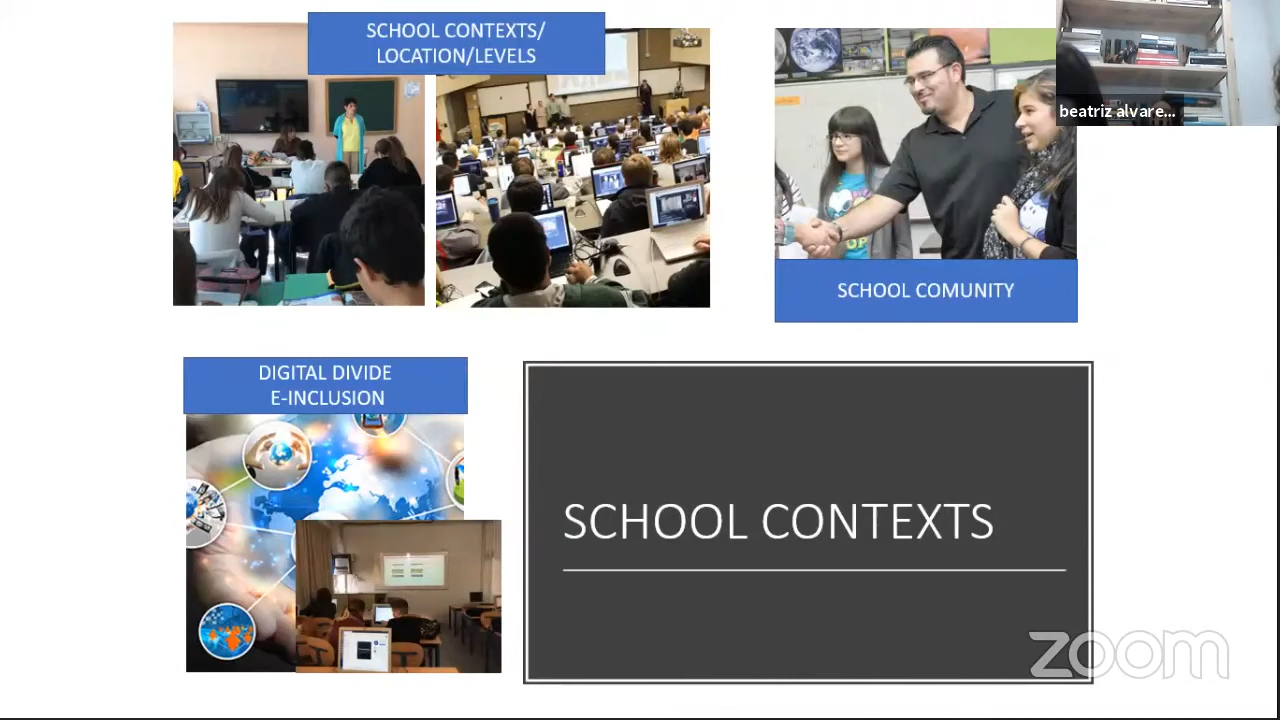 SCHOOL CONTEXTS/
LOCATION/LEVELS
beatriz alvare...
SCHOOL COMUNITY
DIGITAL DIVIDE
E-INCLUSION
SCHOOL CONTEXTS
zoom